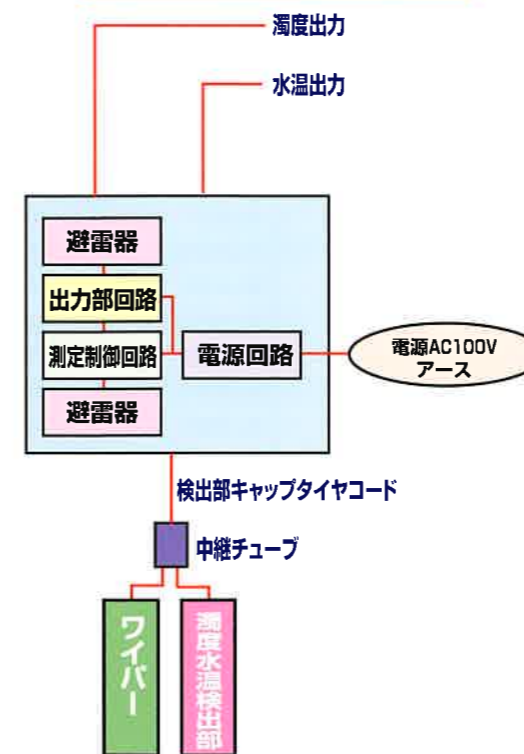 濁度出力
水温出力
避雷器
出力部回路
測定制御回路
電源回路
避雷器
電源AC100V
アース
検出部キャップタイヤコード
中継チューブ
ワイパー
濁度水温検出部